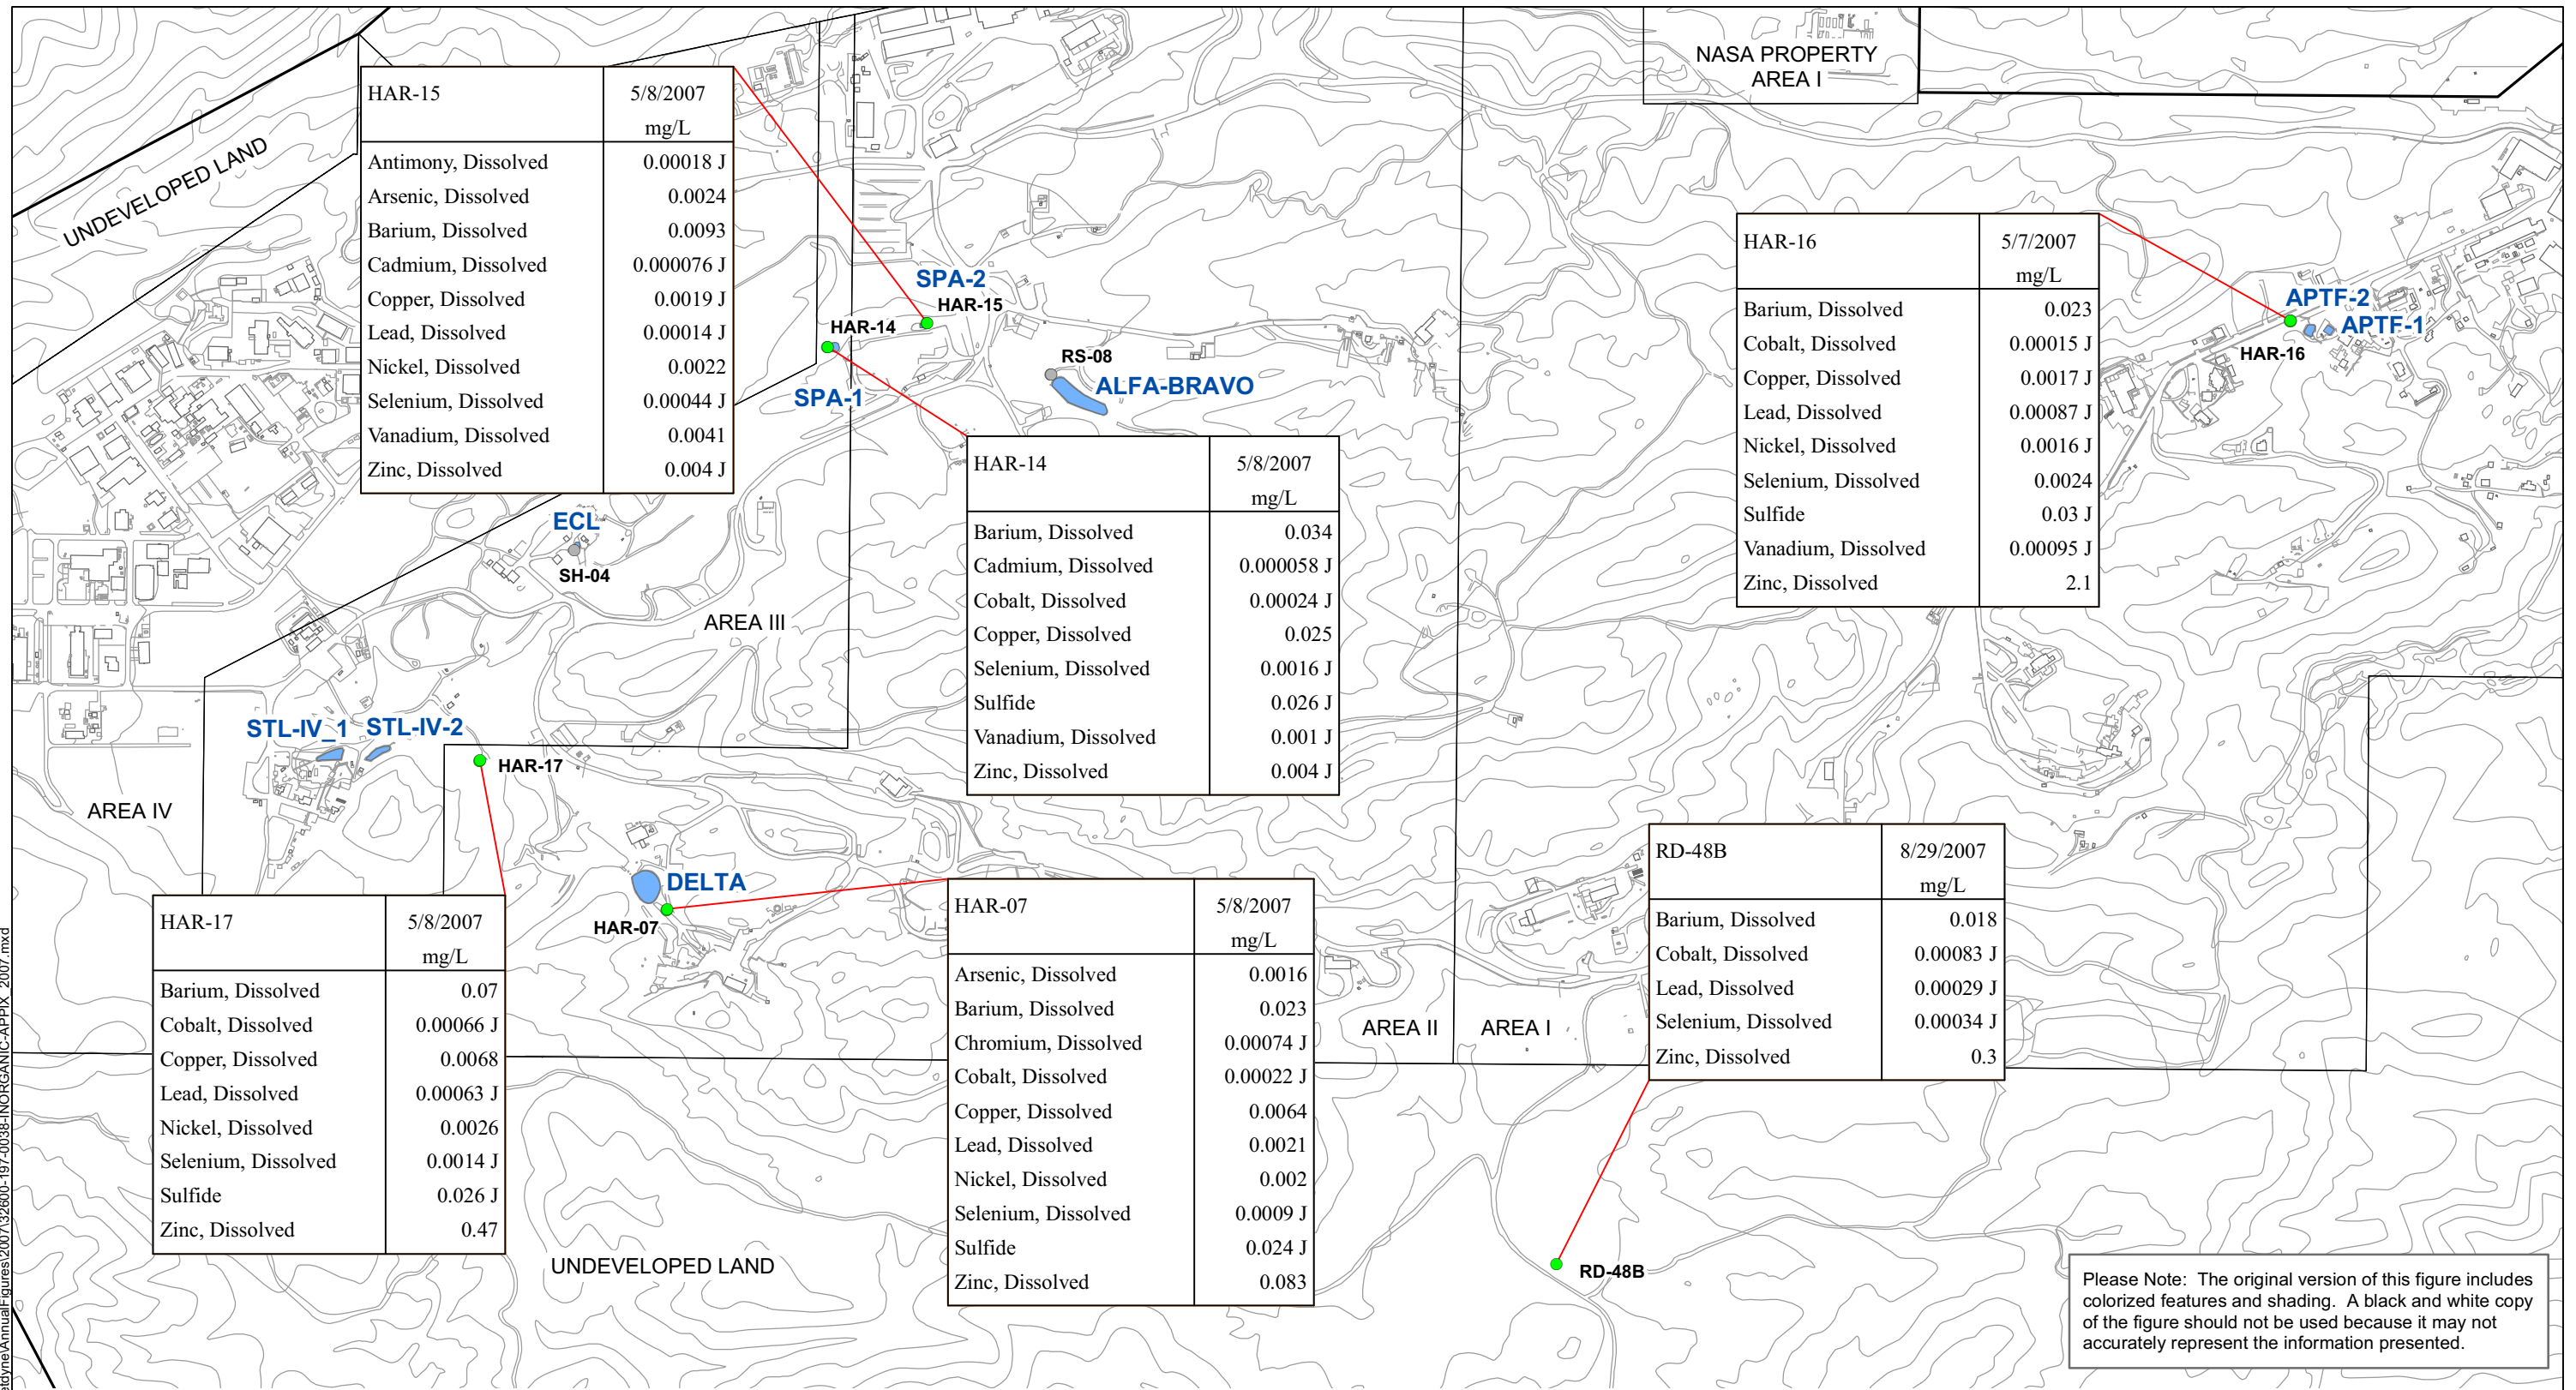 NASA PROPERTY
AREA I
UNDEVELOPED LAND
HAR-15 5/8/2007
mg/L
Antimony, Dissolved 0.00018 J
Arsenic, Dissolved 0.0024
Barium, Dissolved 0.0093
Cadmium, Dissolved 0.000076 J
Copper, Dissolved 0.0019 J
Lead, Dissolved 0.00014 J
Nickel, Dissolved 0.0022
Selenium, Dissolved 0.00044 J
Vanadium, Dissolved 0.0041
Zinc, Dissolved 0.004 J
SPA-2
HAR-15
HAR-14
SPA-1
RS-08
ALFA-BRAVO
HAR-16 5/7/2007
mg/L
Barium, Dissolved 0.023
Cobalt, Dissolved 0.00015 J
Copper, Dissolved 0.0017 J
Lead, Dissolved 0.00087 J
Nickel, Dissolved 0.0016 J
Selenium, Dissolved 0.0024
Sulfide 0.03 J
Vanadium, Dissolved 0.00095 J
Zinc, Dissolved 2.1
APTF-2
APTF-1
HAR-16
HAR-14 5/8/2007
mg/L
Barium, Dissolved 0.034
Cadmium, Dissolved 0.000058 J
Cobalt, Dissolved 0.00024 J
Copper, Dissolved 0.025
Selenium, Dissolved 0.0016 J
Sulfide 0.026 J
Vanadium, Dissolved 0.001 J
Zinc, Dissolved 0.004 J
ECL
SH-04
AREA III
STL-IV_1
STL-IV-2
HAR-17
AREA IV
DELTA
HAR-07
HAR-17 5/8/2007
mg/L
Barium, Dissolved 0.07
Cobalt, Dissolved 0.00066 J
Copper, Dissolved 0.0068
Lead, Dissolved 0.00063 J
Nickel, Dissolved 0.0026
Selenium, Dissolved 0.0014 J
Sulfide 0.026 J
Zinc, Dissolved 0.47
HAR-07 5/8/2007
mg/L
Arsenic, Dissolved 0.0016
Barium, Dissolved 0.023
Chromium, Dissolved 0.00074 J
Cobalt, Dissolved 0.00022 J
Copper, Dissolved 0.0064
Lead, Dissolved 0.0021
Nickel, Dissolved 0.002
Selenium, Dissolved 0.0009 J
Sulfide 0.024 J
Zinc, Dissolved 0.083
RD-48B 8/29/2007
mg/L
Barium, Dissolved 0.018
Cobalt, Dissolved 0.00083 J
Lead, Dissolved 0.00029 J
Selenium, Dissolved 0.00034 J
Zinc, Dissolved 0.3
AREA II
AREA I
UNDEVELOPED LAND
RD-48B
Please Note: The original version of this figure includes
colorized features and shading. A black and white copy
of the figure should not be used because it may not
accurately represent the information presented.
etdyne\AnnualFigures\2007\32600-197-0038-INORGANIC-APPIX_2007.mxd